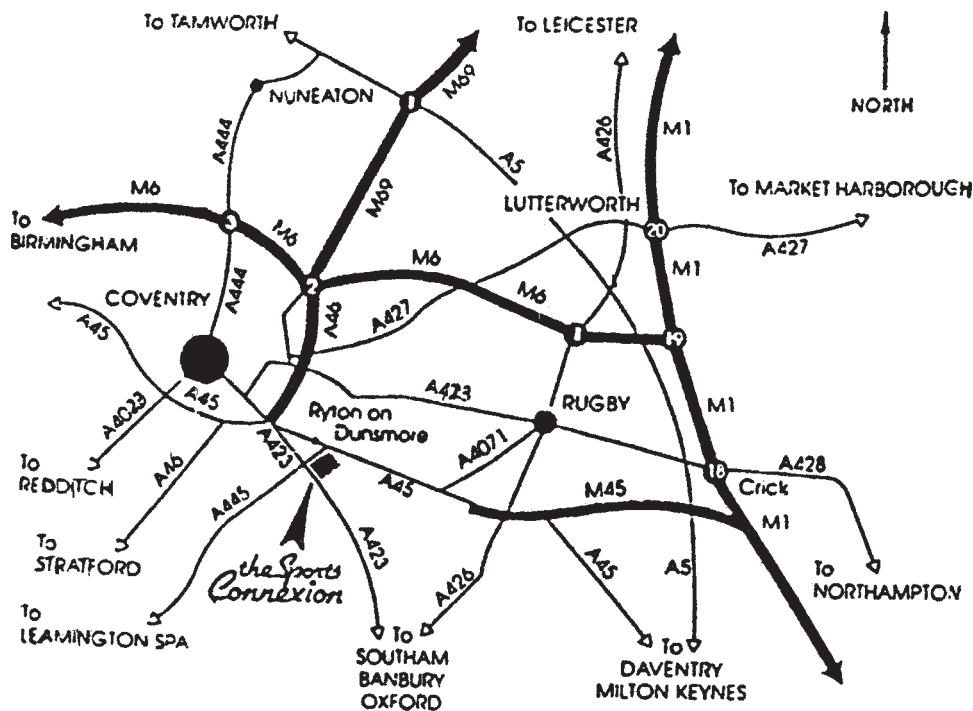 To TAMWORTH
To LEICESTER
M69
NUNEATON
NORTH
A444
A426
M1
A5
M6
M69
LUTTERWORTH
To MARKET HARBOROUGH
To
BIRMINGHAM
3
M6
20
A427
M6
M1
COVENTRY
A444
2
M6
A45
A46
A427
1
19
A45
A423
RUGBY
M1
A4023
Ryton on
Dunsmore
A423
A4071
To
REDDITCH
A46
A445
A45
M45
18
A428
Crick
M1
To
STRATFORD
the Sports
Connexion
A423
A426
A45
A5
To
NORTHAMPTON
To
LEAMINGTON SPA
To
SOUTHAM
BANBURY
OXFORD
To
DAVENTRY
MILTON KEYNES